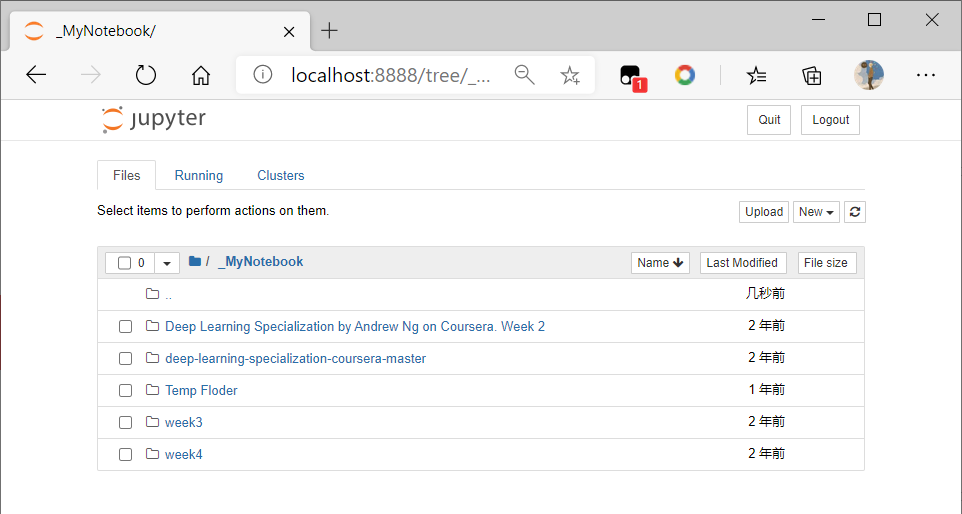 _MyNotebook/
localhost:8888/tree/_...
1
jupyter
Quit
Logout
Files
Running
Clusters
Select items to perform actions on them.
Upload
New
0
/ _MyNotebook
Name
Last Modified
File size
..
几秒前
Deep Learning Specialization by Andrew Ng on Coursera. Week 2
2 年前
deep-learning-specialization-coursera-master
2 年前
Temp Floder
1 年前
week3
2 年前
week4
2 年前